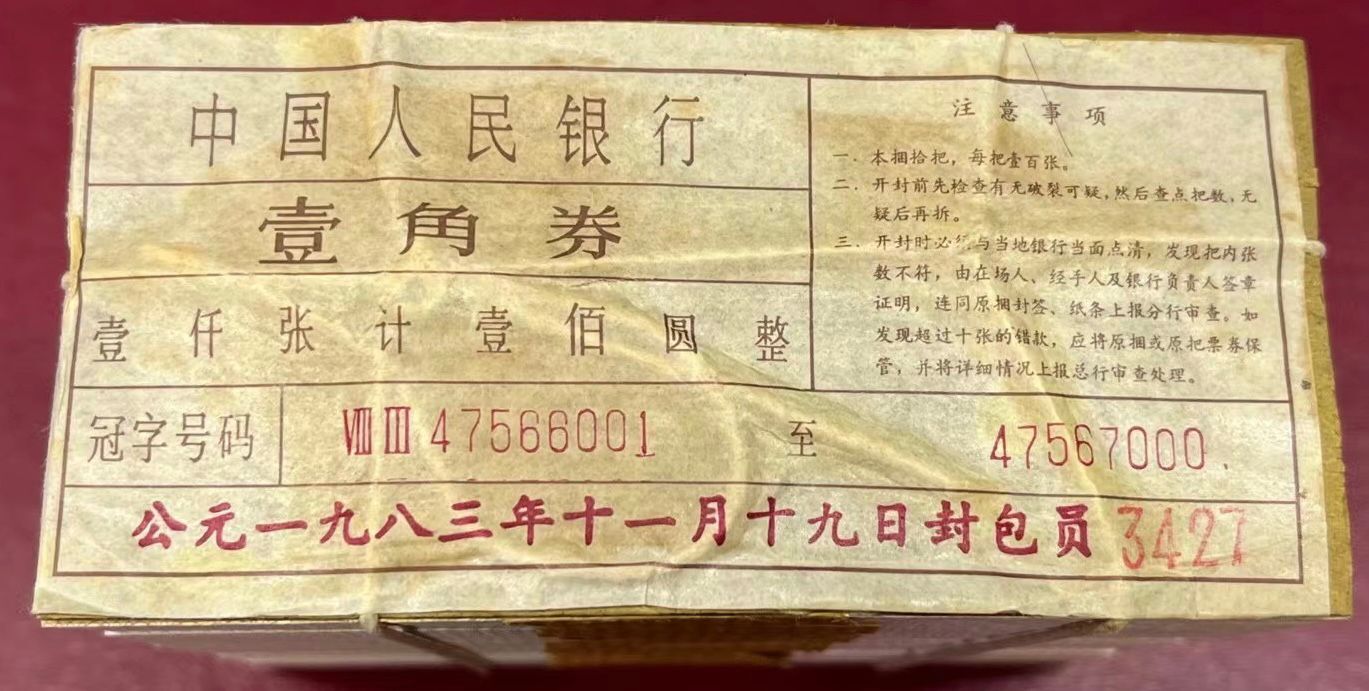 中国人民银行
壹角券
壹仟张计壹佰圆整
注意事项
一．本捆拾把，每把壹百张。
二．开封前先检查有无破裂可疑，然后查点把数，无
疑后再拆。
三．开封时必须与当地银行当面点清，发现把内张
数不符，由在场人、经手人及银行负责人签章
证明，连同原捆封签、纸条上报分行审查。如
发现超过十张的错款，应将原捆或原把票券保
管，并将详细情况上报总行审查处理。
冠字号码 ⅧⅢ 47566001 至 47567000.
公元一九八三年十一月十九日封包员 3427